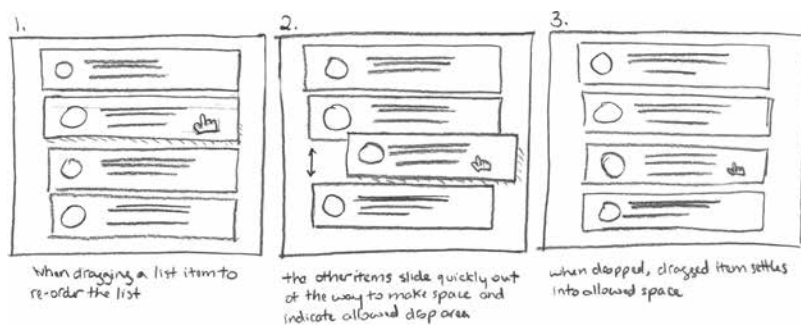 1.
when dragging a list item to
re-order the list
2.
the other items slide quickly out
of the way to make space and
indicate allowed drop area
3.
when dropped, dragged item settles
into allowed space